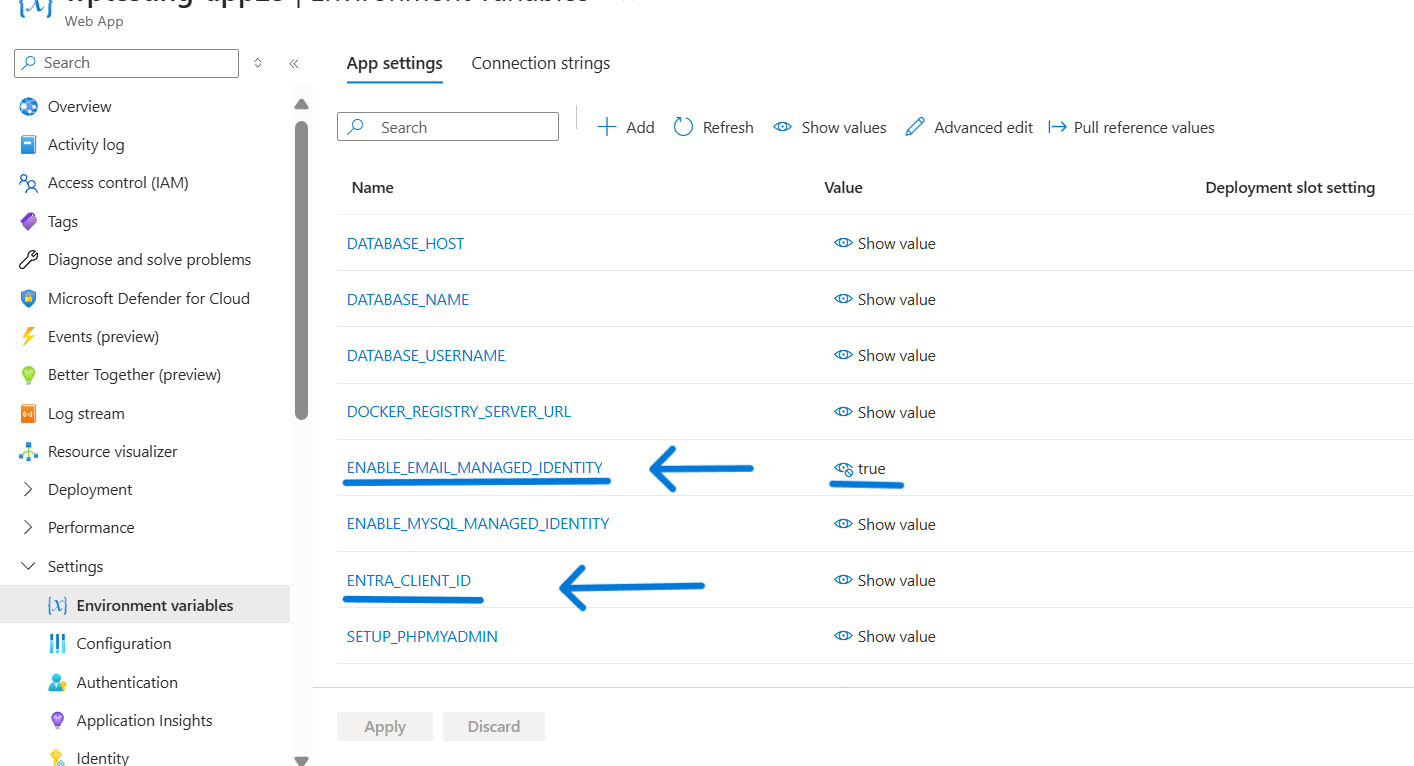 Web App
Search
App settings
Connection strings
Overview
Activity log
Access control (IAM)
Tags
Diagnose and solve problems
Microsoft Defender for Cloud
Events (preview)
Better Together (preview)
Log stream
Resource visualizer
Deployment
Performance
Settings
Environment variables
Configuration
Authentication
Application Insights
Identity
Search
Add
Refresh
Show values
Advanced edit
Pull reference values
Name Value Deployment slot setting
DATABASE_HOST Show value
DATABASE_NAME Show value
DATABASE_USERNAME Show value
DOCKER_REGISTRY_SERVER_URL Show value
ENABLE_EMAIL_MANAGED_IDENTITY true
ENABLE_MYSQL_MANAGED_IDENTITY Show value
ENTRA_CLIENT_ID Show value
SETUP_PHPMYADMIN Show value
Apply
Discard